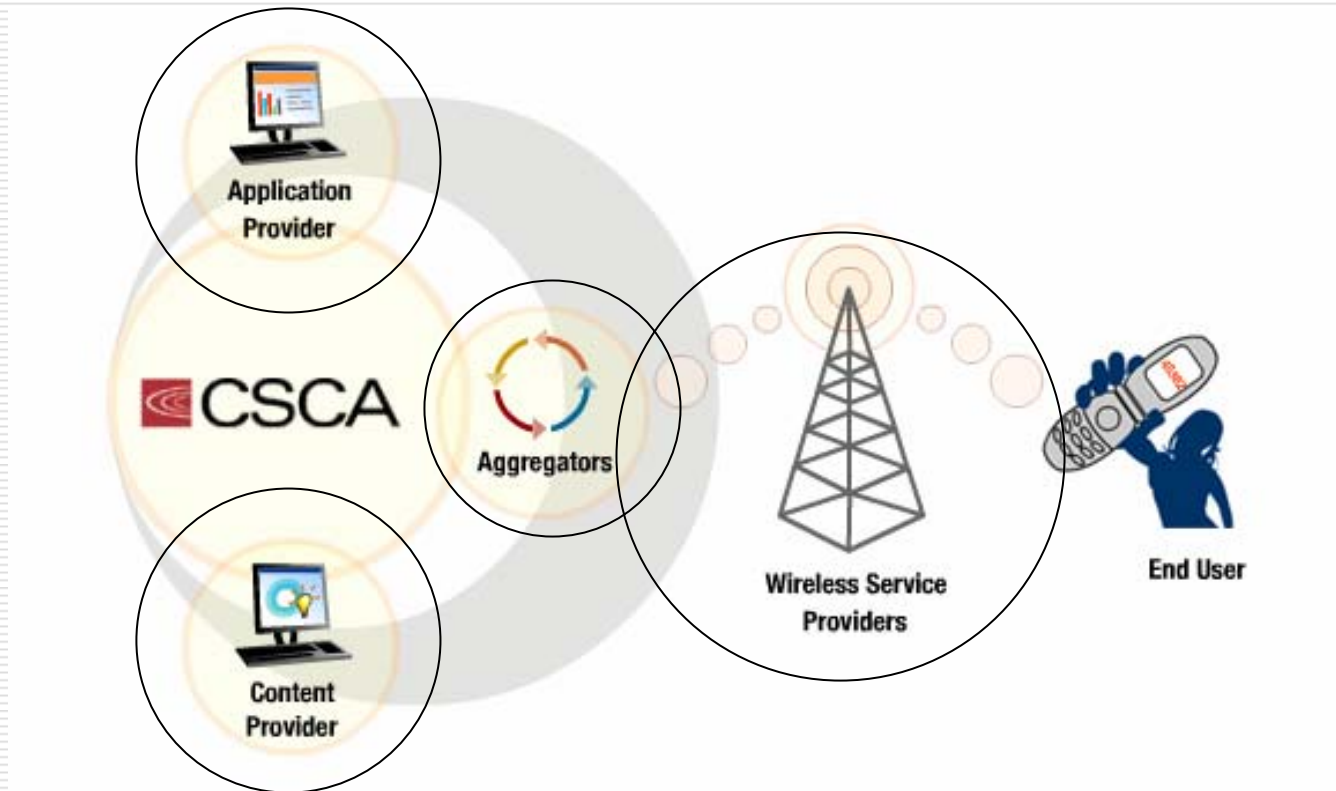 Application
Provider
CSCA
Aggregators
Content
Provider
Wireless Service
Providers
End User